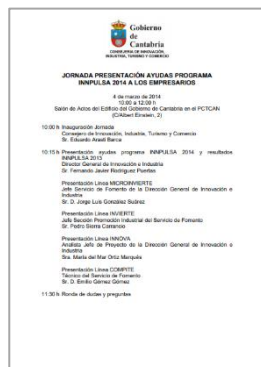 Gobierno
de
Cantabria
CONSEJERÍA DE INNOVACIÓN,
INDUSTRIA, TURISMO Y COMERCIO
JORNADA PRESENTACIÓN AYUDAS PROGRAMA
INNPULSA 2014 A LOS EMPRESARIOS
4 de marzo de 2014
10:00 a 12:00 h
Salón de Actos del Edificio del Gobierno de Cantabria en el PCTCAN
(C/Albert Einstein, 2)
10:00 h Inauguración Jornada
Consejero de Innovación, Industria, Turismo y Comercio
Sr. Eduardo Arasti Barca
10:15 h Presentación ayudas programa INNPULSA 2014 y resultados
INNPULSA 2013
Director General de Innovación e Industria
Sr. Fernando Javier Rodríguez Puertas
Presentación Línea MICROINVIERTE
Jefe Servicio de Fomento de la Dirección General de Innovación e
Industria
Sr. D. Jorge Luis González Suárez
Presentación Línea INVIERTE
Jefe Sección Promoción Industrial del Servicio de Fomento
Sr. Pedro Sierra Carrancio
Presentación Línea INNOVA
Analista Jefe de Proyecto de la Dirección General de Innovación e
Industria
Sra. María del Mar Ortiz Marqués
Presentación Línea COMPITE
Técnico del Servicio de Fomento
Sr. D. Emilio Gómez Gómez
11:30 h Ronda de dudas y preguntas